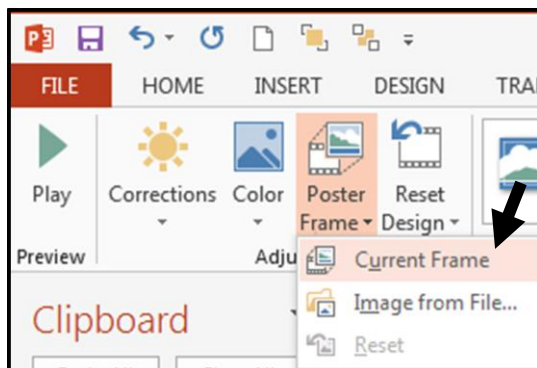 FILE HOME INSERT DESIGN TRA
Play Corrections Color Poster Frame Reset Design
Preview Adju
Current Frame
Image from File...
Reset
Clipboard